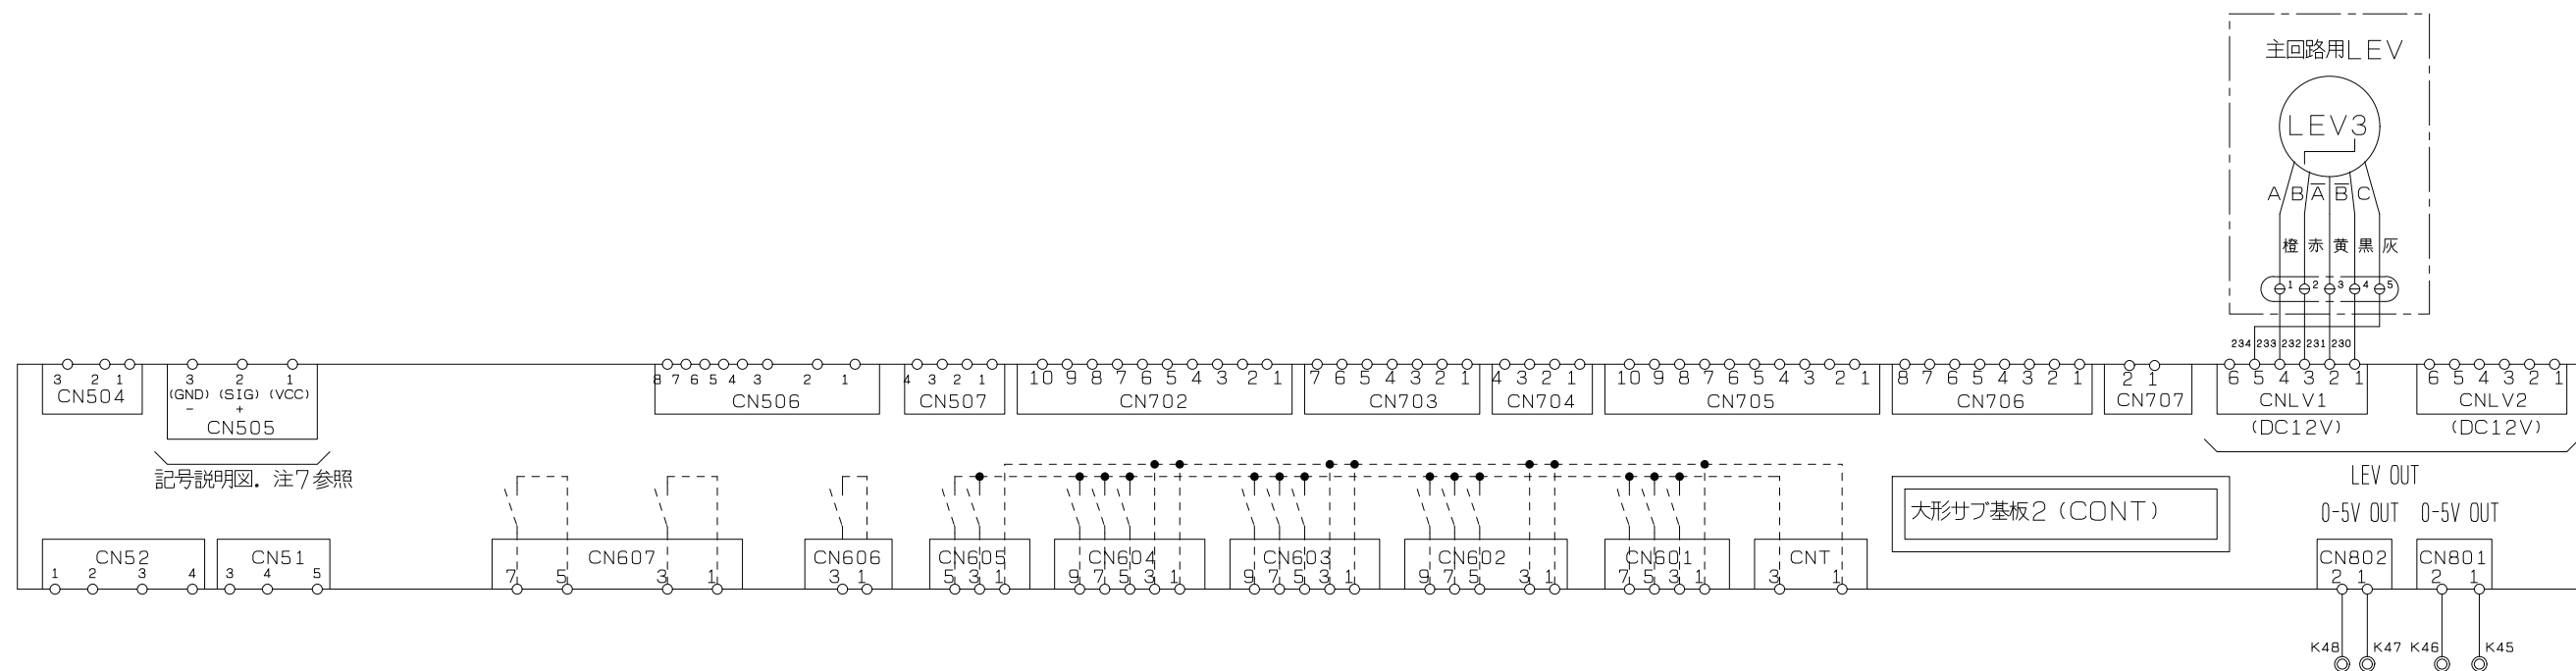 主回路用LEV
LEV3
A B A̅ B̅ C
橙 赤 黄 黒 灰
1 2 3 4 5
234 233 232 231 230
3 2 1
CN504
3 2 1
(GND) (SIG) (VCC)
- +
CN505
記号説明図. 注7参照
8 7 6 5 4 3 2 1
CN506
4 3 2 1
CN507
10 9 8 7 6 5 4 3 2 1
CN702
7 6 5 4 3 2 1
CN703
4 3 2 1
CN704
10 9 8 7 6 5 4 3 2 1
CN705
8 7 6 5 4 3 2 1
CN706
2 1
CN707
6 5 4 3 2 1
CNLV1
(DC12V)
6 5 4 3 2 1
CNLV2
(DC12V)
LEV OUT
大形サブ基板2(CONT)
0-5V OUT 0-5V OUT
CN52
1 2 3 4
CN51
3 4 5
CN607
7 5 3 1
CN606
3 1
CN605
5 3 1
CN604
9 7 5 3 1
CN603
9 7 5 3 1
CN602
9 7 5 3 1
CN601
7 5 3 1
CNT
3 1
CN802
2 1
CN801
2 1
K48 K47 K46 K45